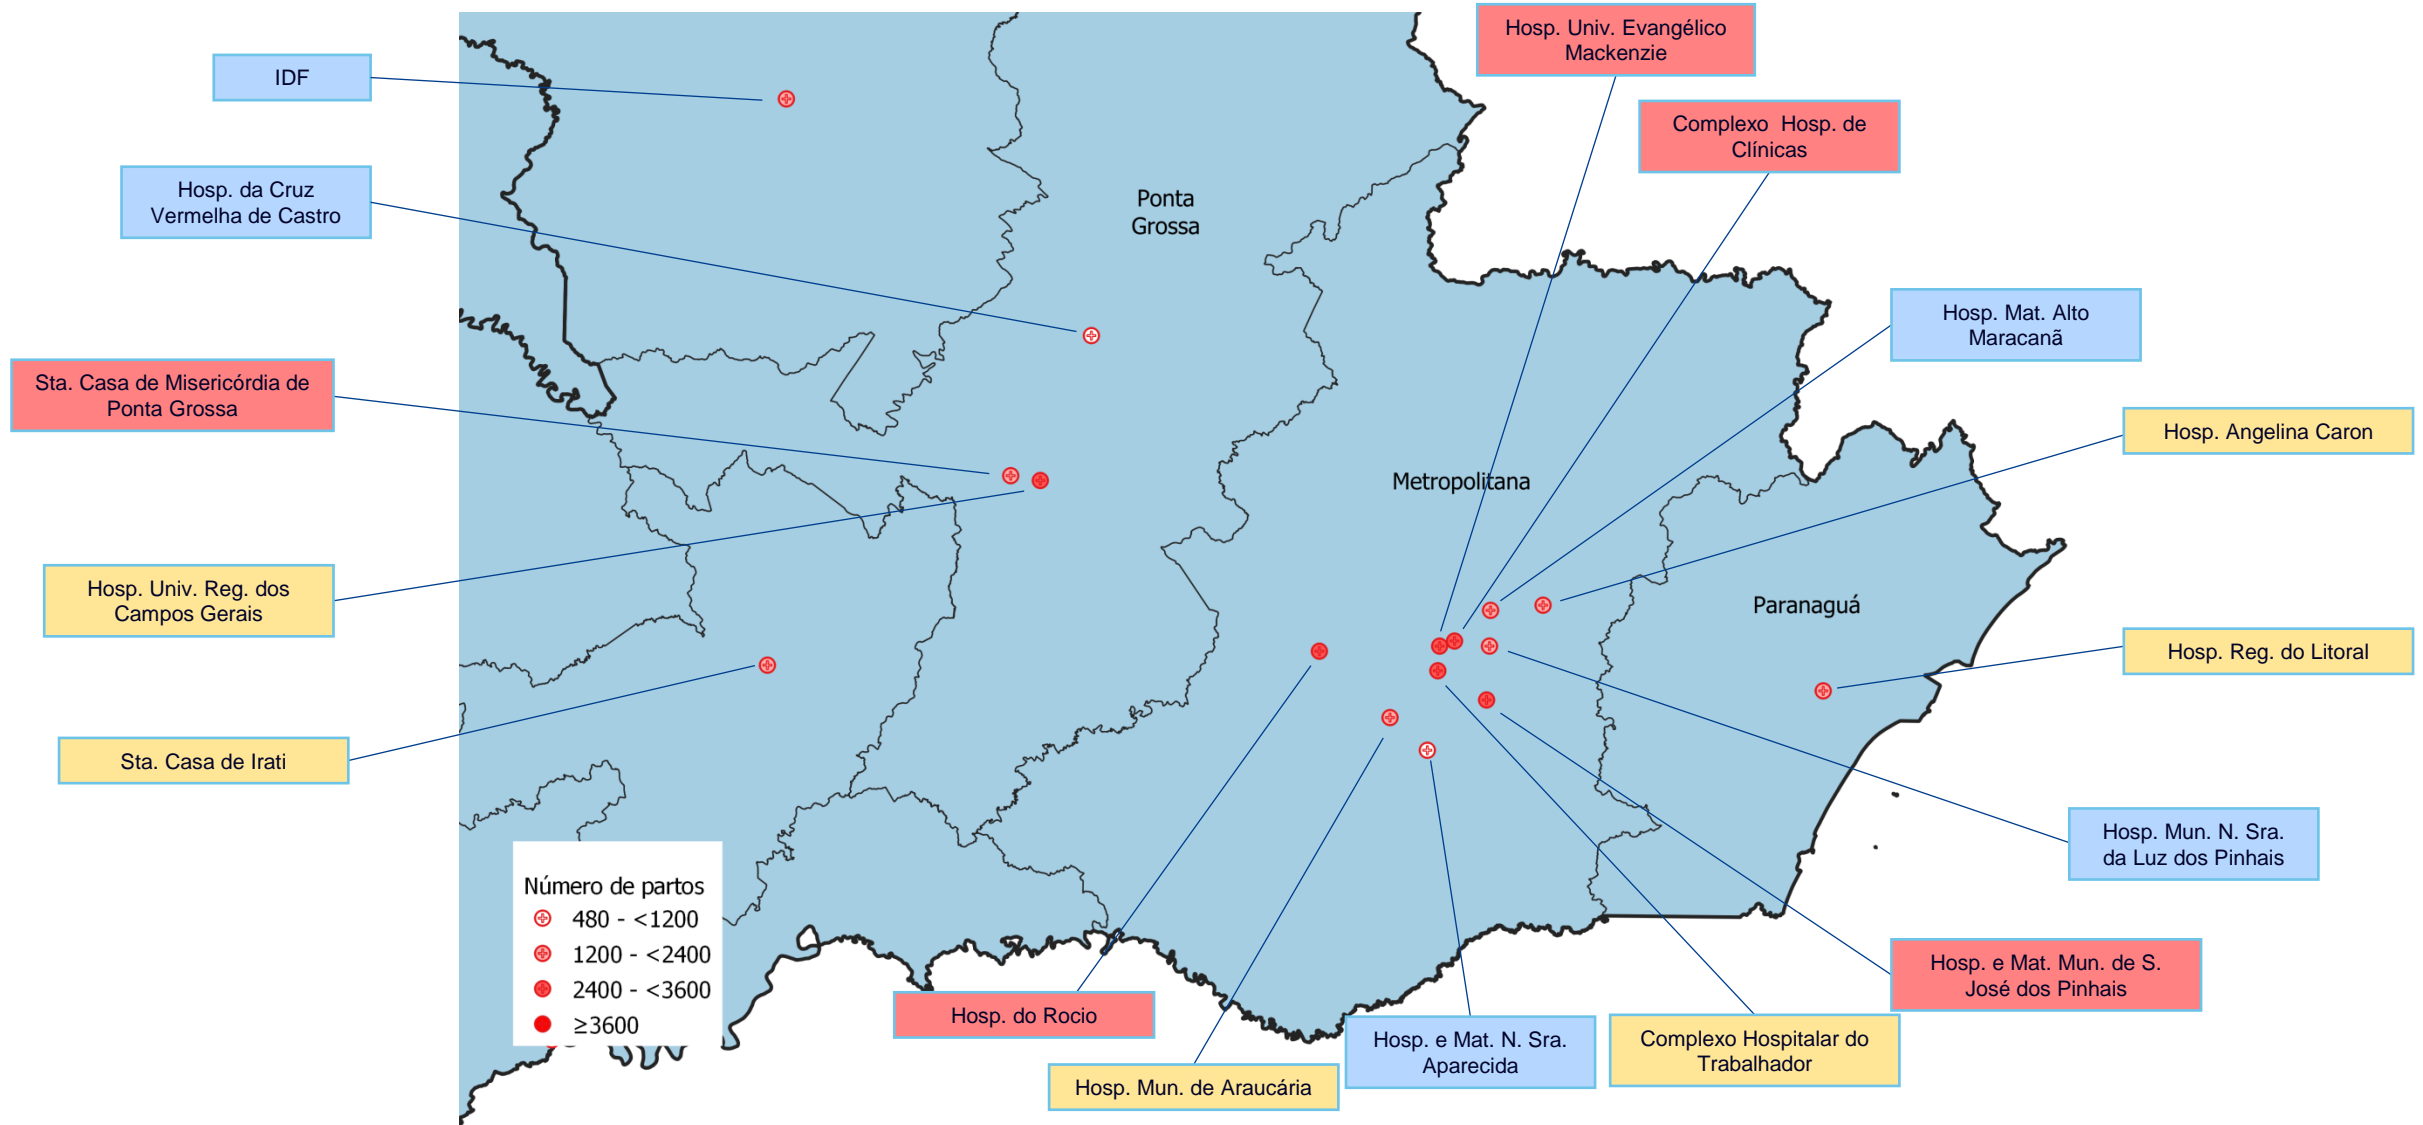 Hosp. Univ. Evangélico
Mackenzie
IDF
Complexo  Hosp. de
Clínicas
Hosp. da Cruz
Vermelha de Castro
Ponta
Grossa
Hosp. Mat. Alto
Maracanã
Sta. Casa de Misericórdia de
Ponta Grossa
Hosp. Angelina Caron
Metropolitana
Hosp. Univ. Reg. dos
Campos Gerais
Paranaguá
Hosp. Reg. do Litoral
Sta. Casa de Irati
Hosp. Mun. N. Sra.
da Luz dos Pinhais
Número de partos
480 - <1200
1200 - <2400
2400 - <3600
≥3600
Hosp. e Mat. Mun. de S.
José dos Pinhais
Hosp. do Rocio
Hosp. e Mat. N. Sra.
Aparecida
Complexo Hospitalar do
Trabalhador
Hosp. Mun. de Araucária